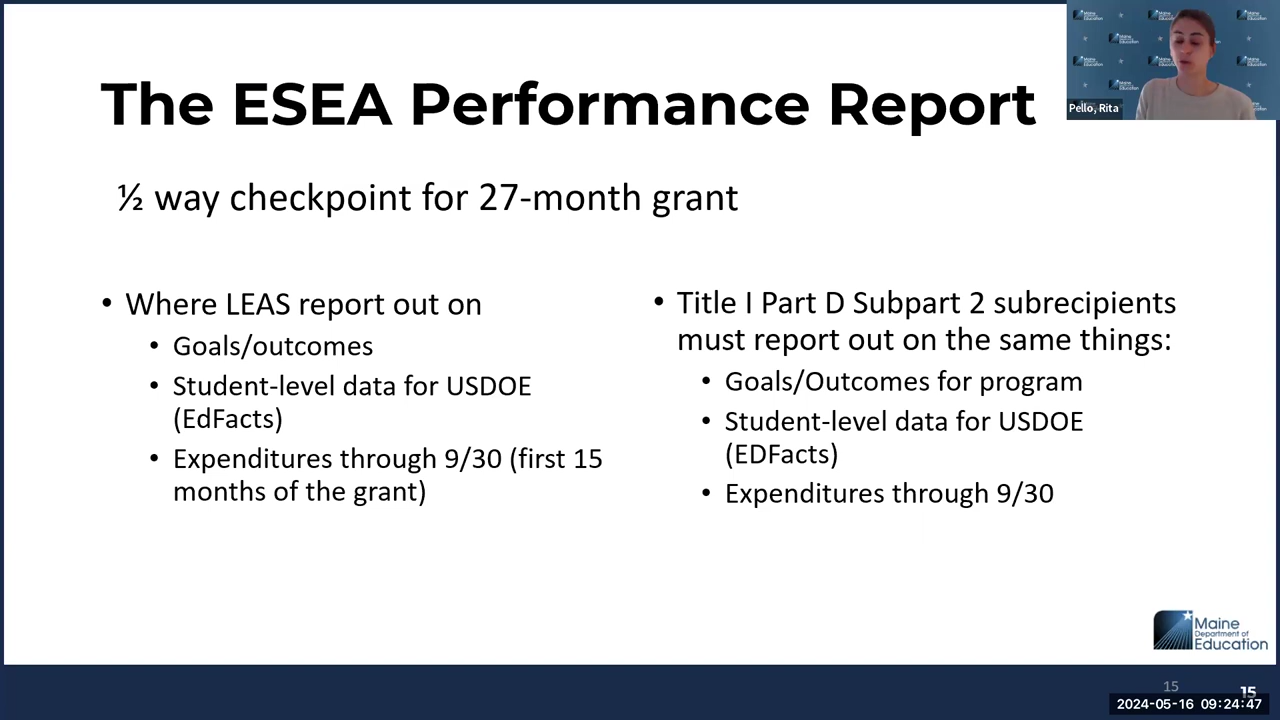 The ESEA Performance Report
½ way checkpoint for 27-month grant
• Where LEAS report out on
• Goals/outcomes
• Student-level data for USDOE
(EdFacts)
• Expenditures through 9/30 (first 15
months of the grant)
• Title I Part D Subpart 2 subrecipients
must report out on the same things:
• Goals/Outcomes for program
• Student-level data for USDOE
(EDFacts)
• Expenditures through 9/30
Pello, Rita
Maine
Department of
Education
15
15
2024-05-16 09:24:47